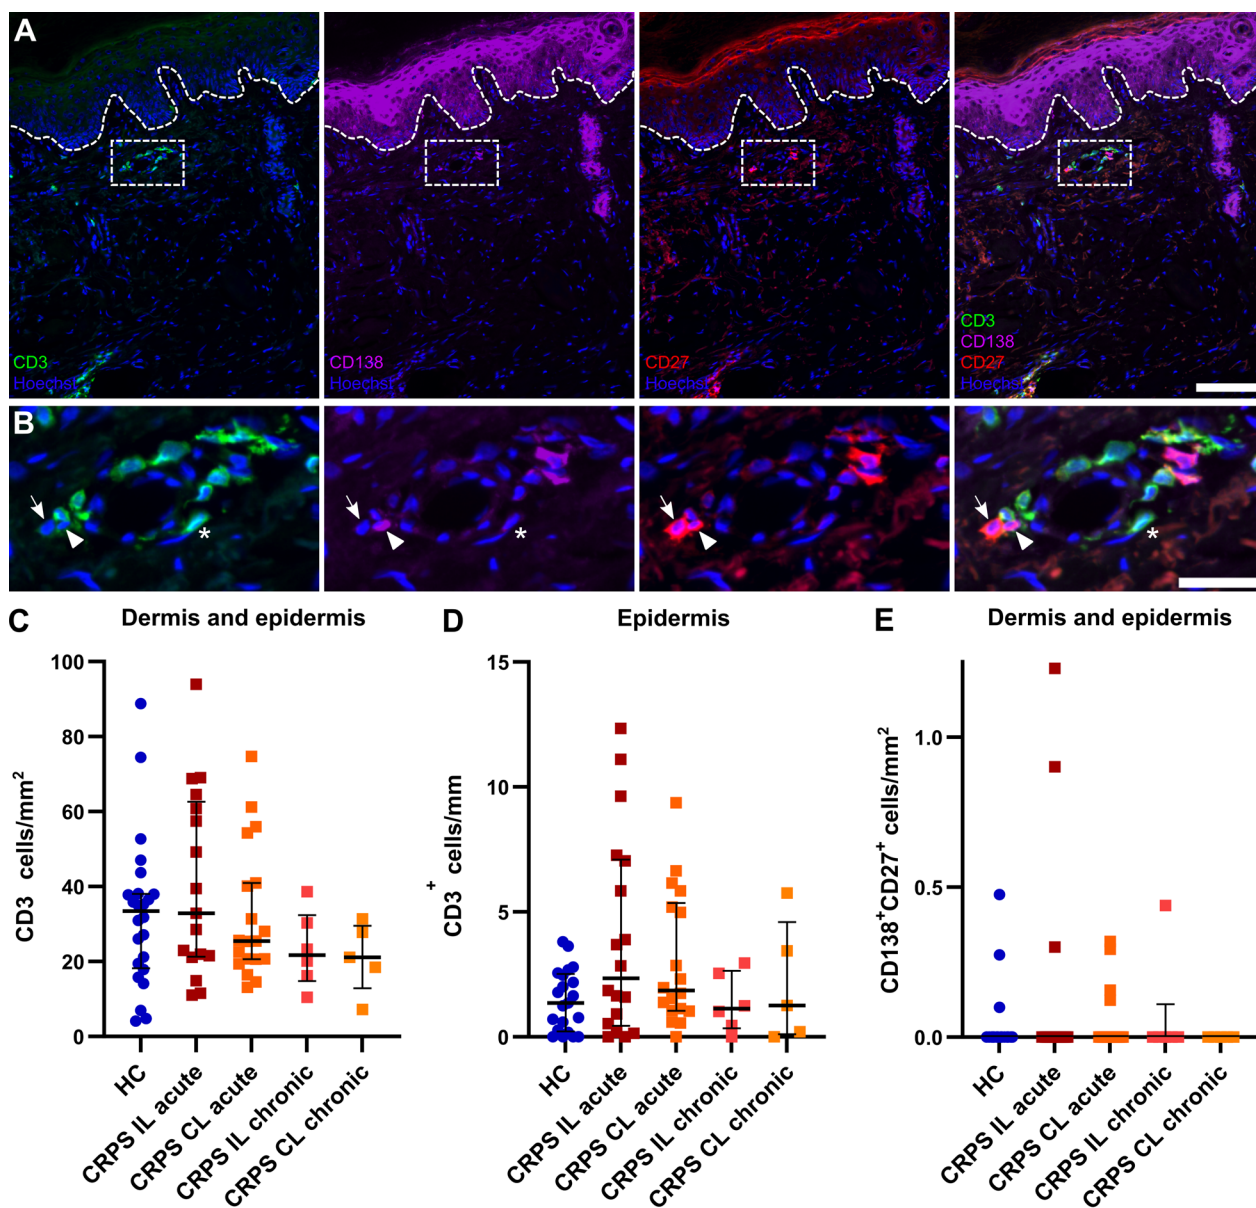 A
CD3
Hoechst
CD138
Hoechst
CD27
Hoechst
CD3
CD138
CD27
Hoechst
B
*
*
*
C
Dermis and epidermis
CD3 cells/mm²
100
80
60
40
20
0
HC
CRPS IL acute
CRPS CL acute
CRPS IL chronic
CRPS CL chronic
D
Epidermis
CD3⁺ cells/mm
15
10
5
0
HC
CRPS IL acute
CRPS CL acute
CRPS IL chronic
CRPS CL chronic
E
Dermis and epidermis
CD138⁺CD27⁺ cells/mm²
1.0
0.5
0.0
HC
CRPS IL acute
CRPS CL acute
CRPS IL chronic
CRPS CL chronic